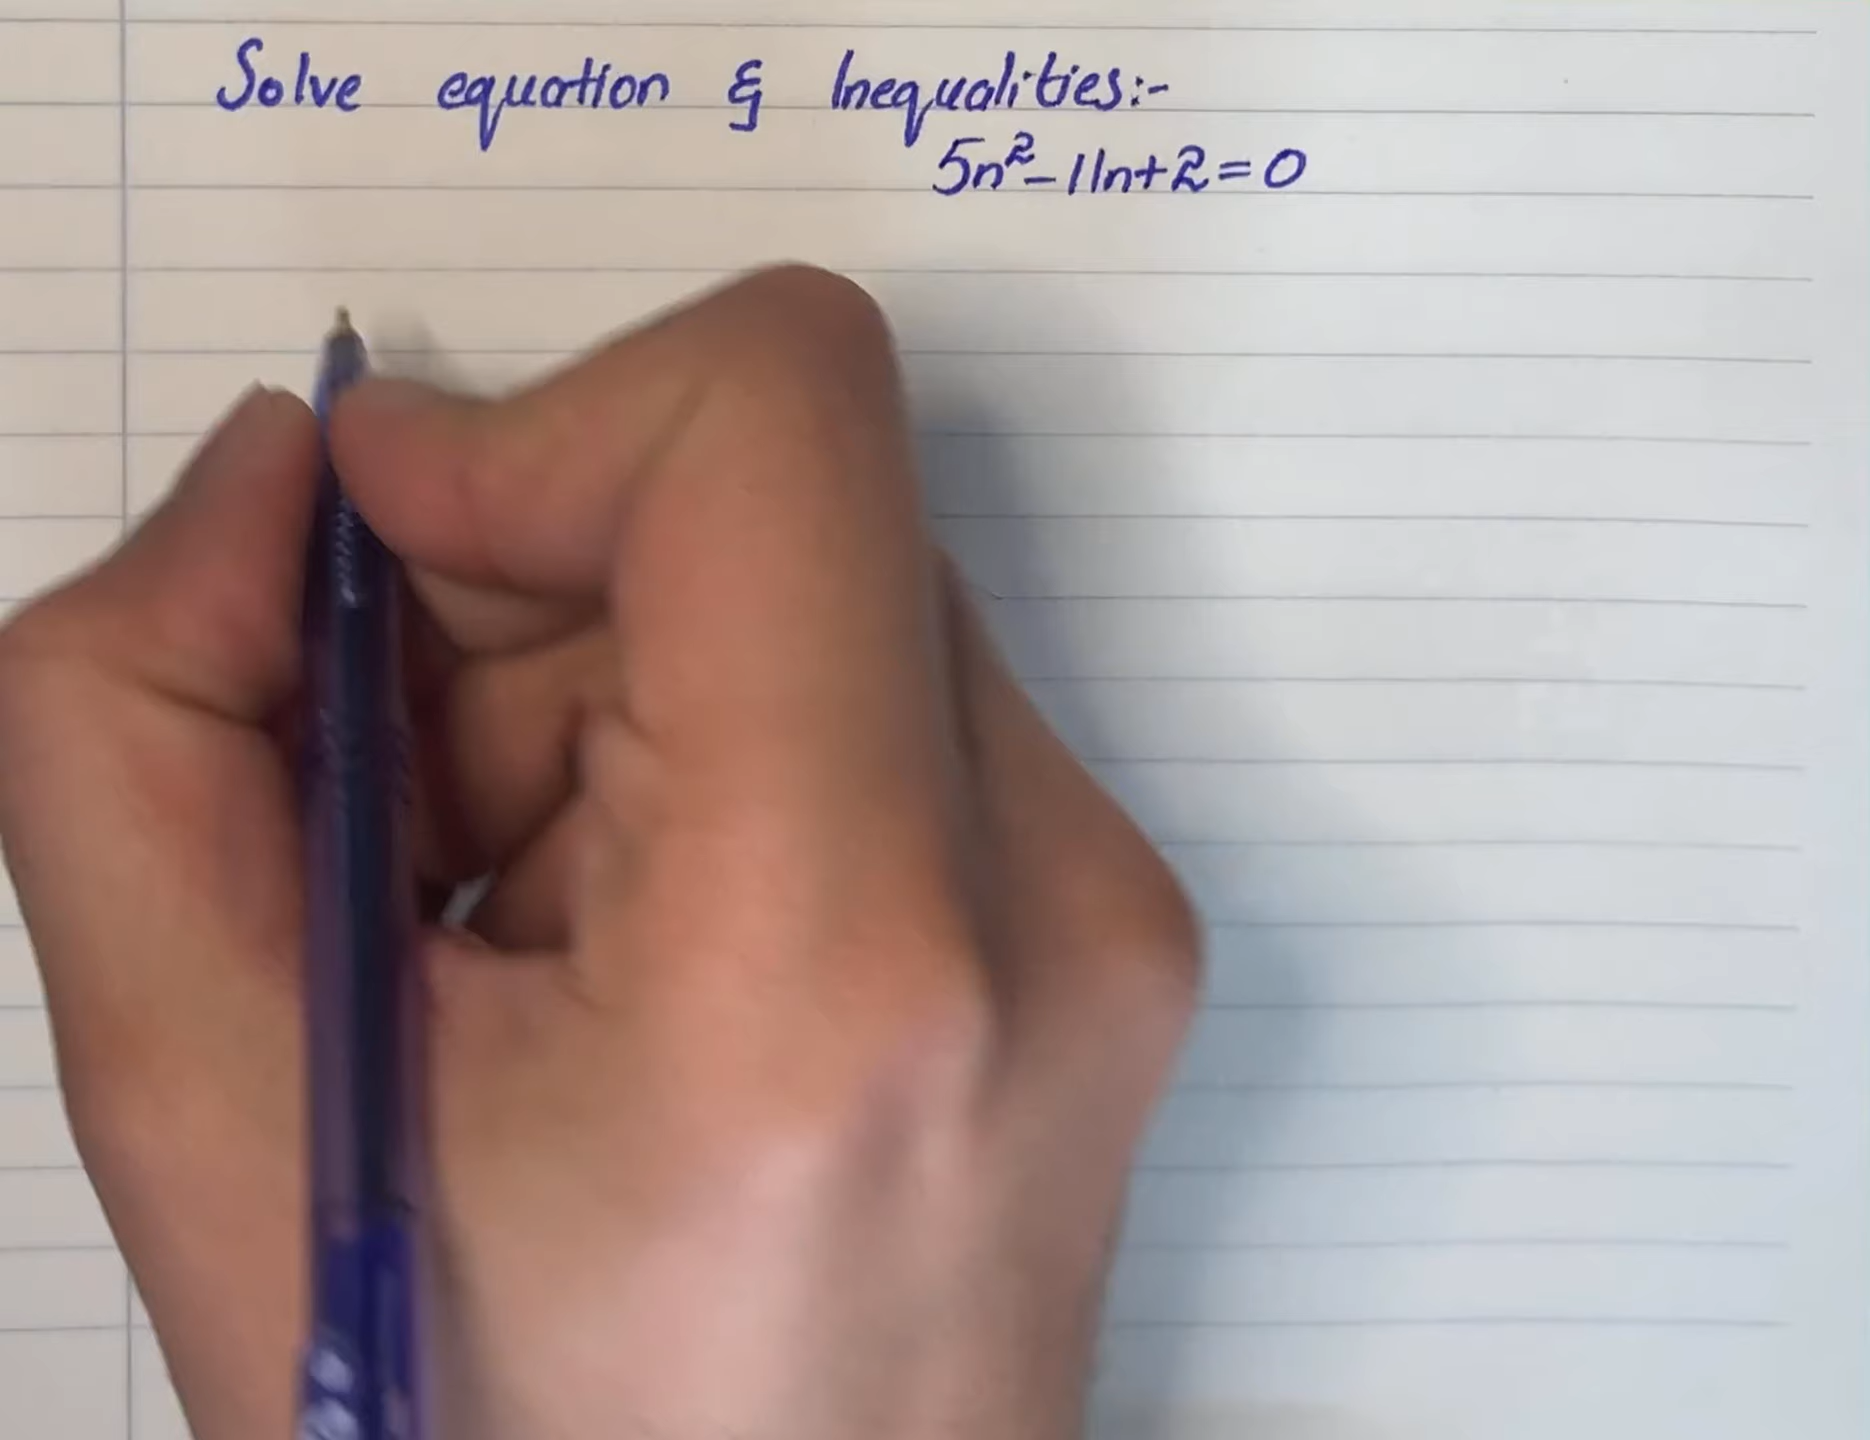 Solve equation & Inequalities:-
5n²-11n+2=0